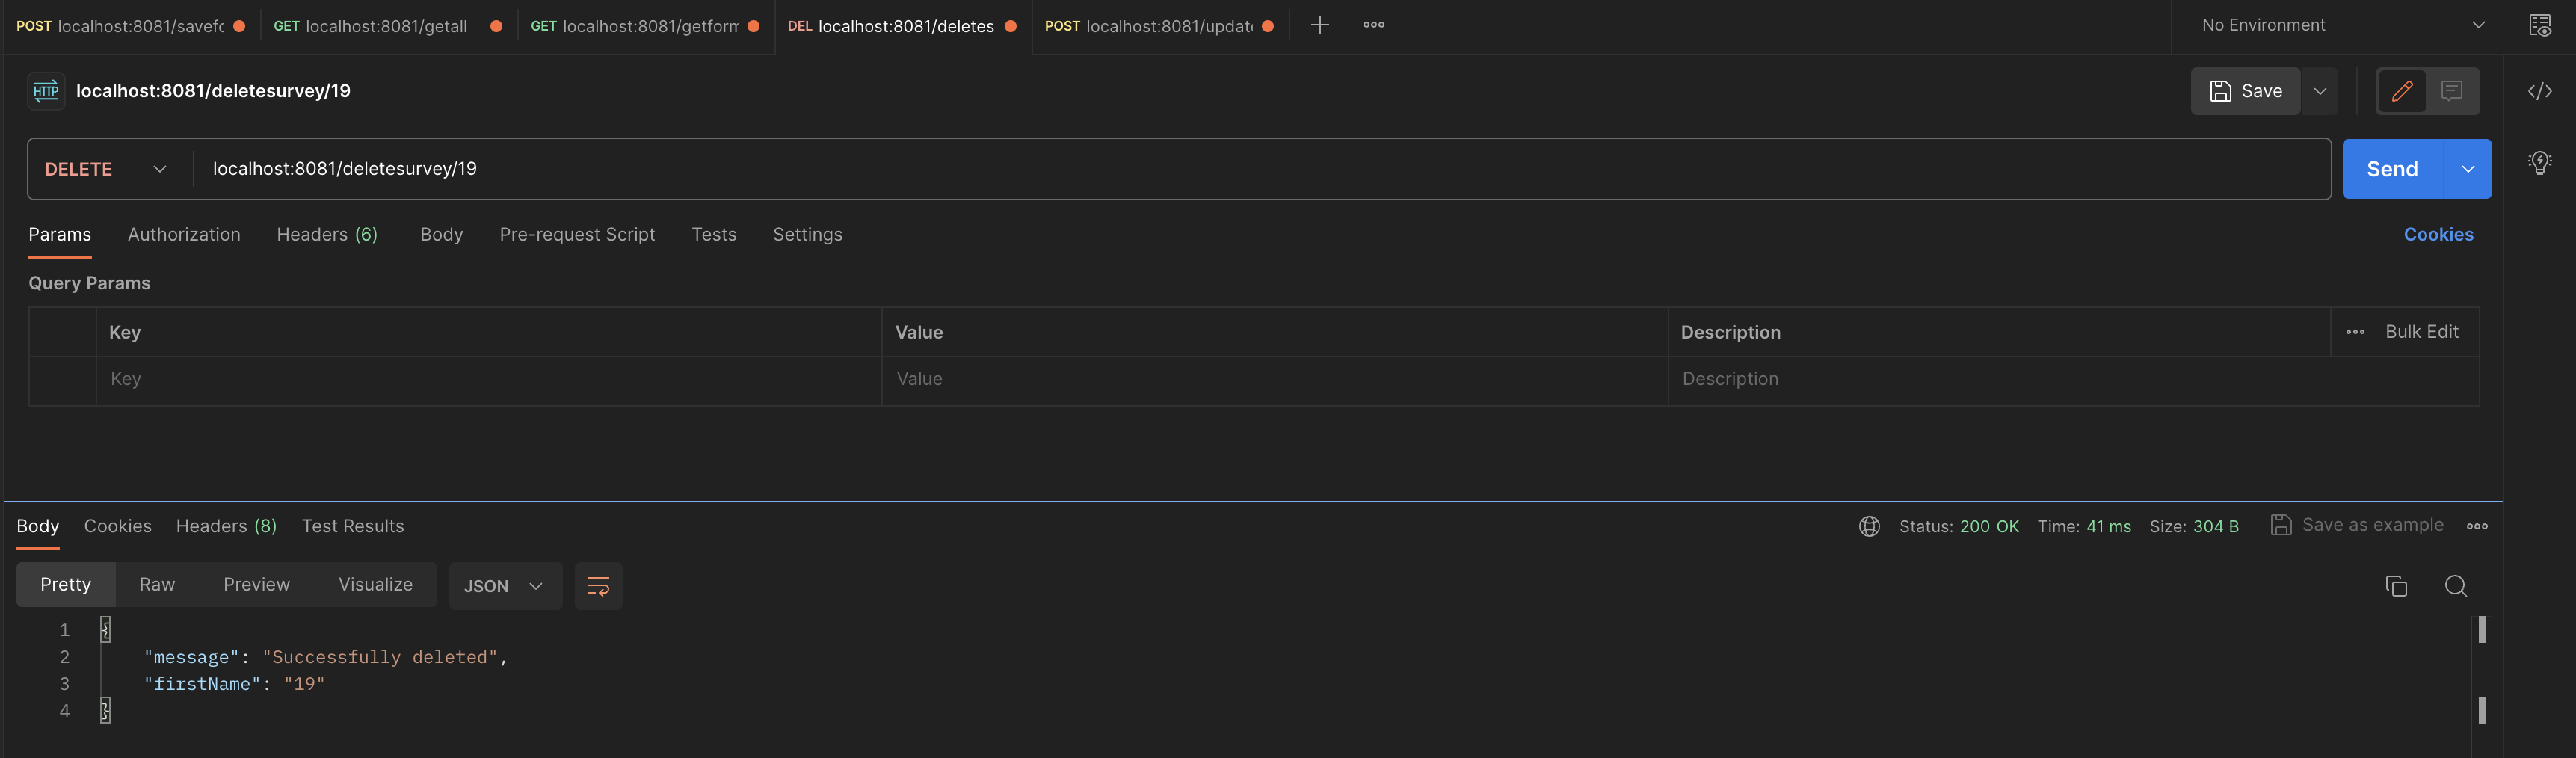 POST localhost:8081/savefc GET localhost:8081/getall GET localhost:8081/getform DEL localhost:8081/deletes POST localhost:8081/update No Environment
HTTP localhost:8081/deletesurvey/19 Save
DELETE localhost:8081/deletesurvey/19 Send
Params Authorization Headers (6) Body Pre-request Script Tests Settings Cookies
Query Params
Key Value Description Bulk Edit
Key Value Description
Body Cookies Headers (8) Test Results Status: 200 OK Time: 41 ms Size: 304 B Save as example
Pretty Raw Preview Visualize JSON
1 {
2 "message": "Successfully deleted",
3 "firstName": "19"
4 }